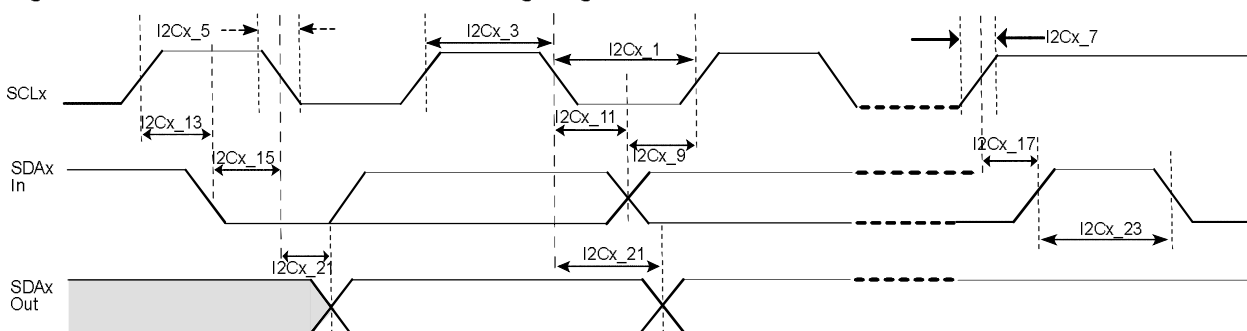 I2Cx_5
I2Cx_3
I2Cx_1
I2Cx_7
SCLx
I2Cx_13
I2Cx_11
I2Cx_9
I2Cx_15
I2Cx_17
SDAx
In
I2Cx_23
I2Cx_21
I2Cx_21
SDAx
Out